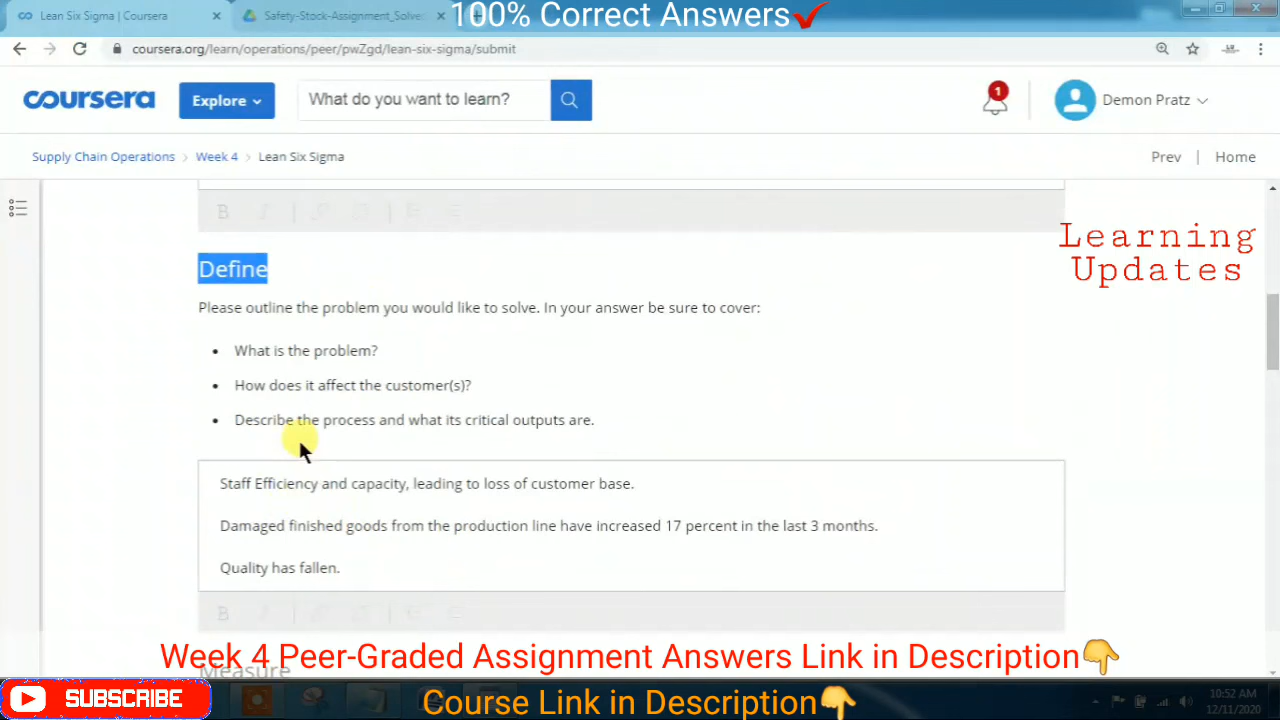 Lean Six Sigma | Coursera
Safety-Stock-Assignment_Solve
100% Correct Answers
coursera.org/learn/operations/peer/pwZgd/lean-six-sigma/submit
coursera
Explore
What do you want to learn?
1
Demon Pratz
Supply Chain Operations > Week 4 > Lean Six Sigma
Prev | Home
B I
Learning
Updates
Define
Please outline the problem you would like to solve. In your answer be sure to cover:
• What is the problem?
• How does it affect the customer(s)?
• Describe the process and what its critical outputs are.
Staff Efficiency and capacity, leading to loss of customer base.
Damaged finished goods from the production line have increased 17 percent in the last 3 months.
Quality has fallen.
B I
Measure
Week 4 Peer-Graded Assignment Answers Link in Description
SUBSCRIBE
Course Link in Description
10:52 AM
12/11/2020